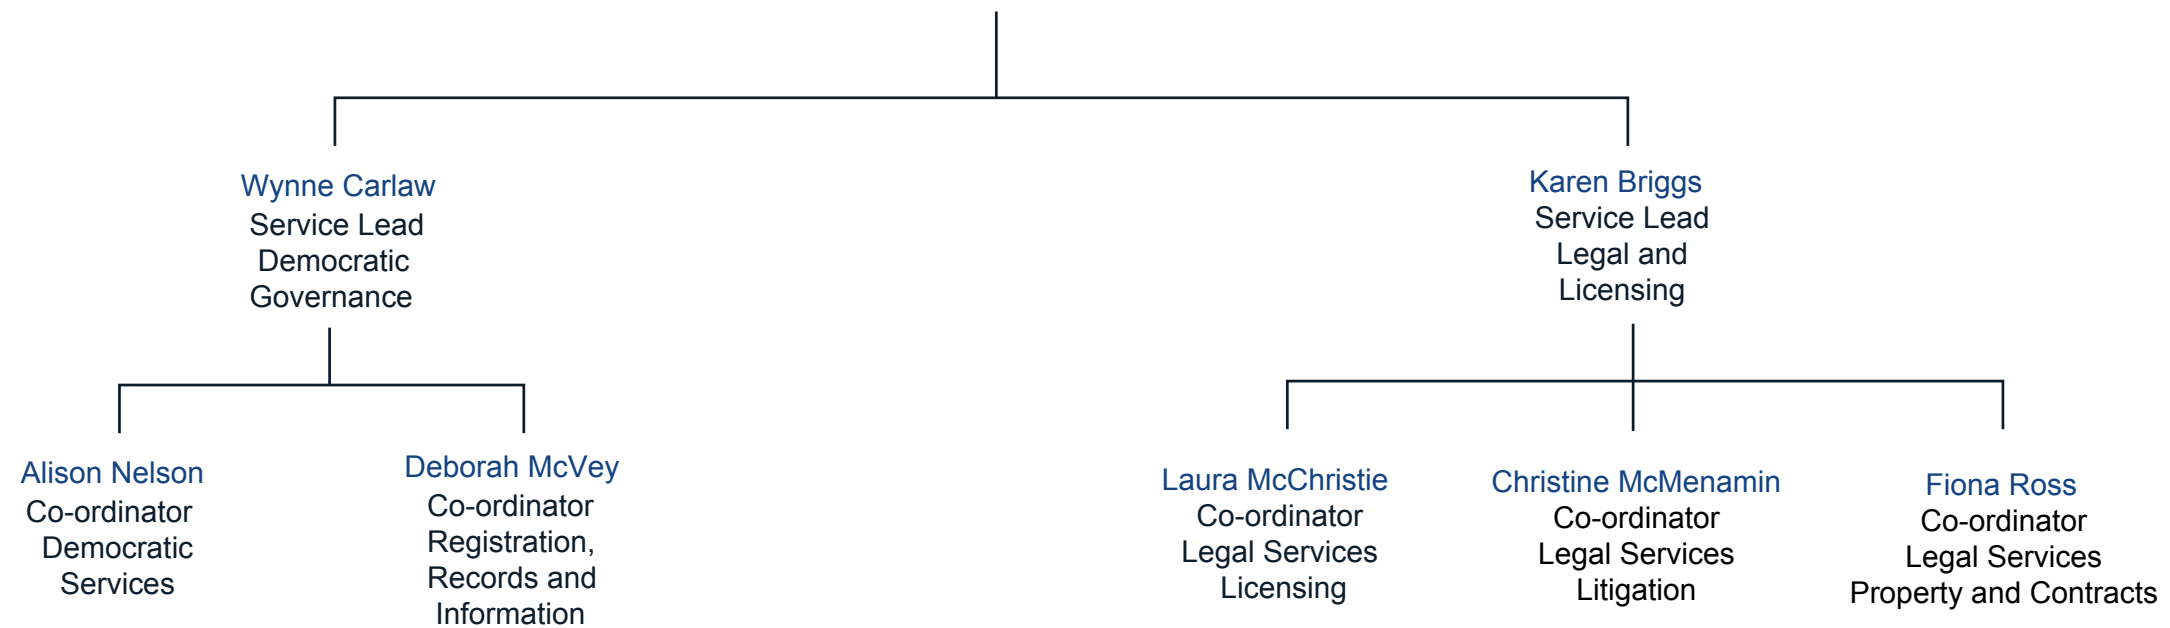 Wynne Carlaw
Service Lead
Democratic
Governance
Karen Briggs
Service Lead
Legal and
Licensing
Alison Nelson
Co-ordinator
Democratic
Services
Deborah McVey
Co-ordinator
Registration,
Records and
Information
Laura McChristie
Co-ordinator
Legal Services
Licensing
Christine McMenamin
Co-ordinator
Legal Services
Litigation
Fiona Ross
Co-ordinator
Legal Services
Property and Contracts